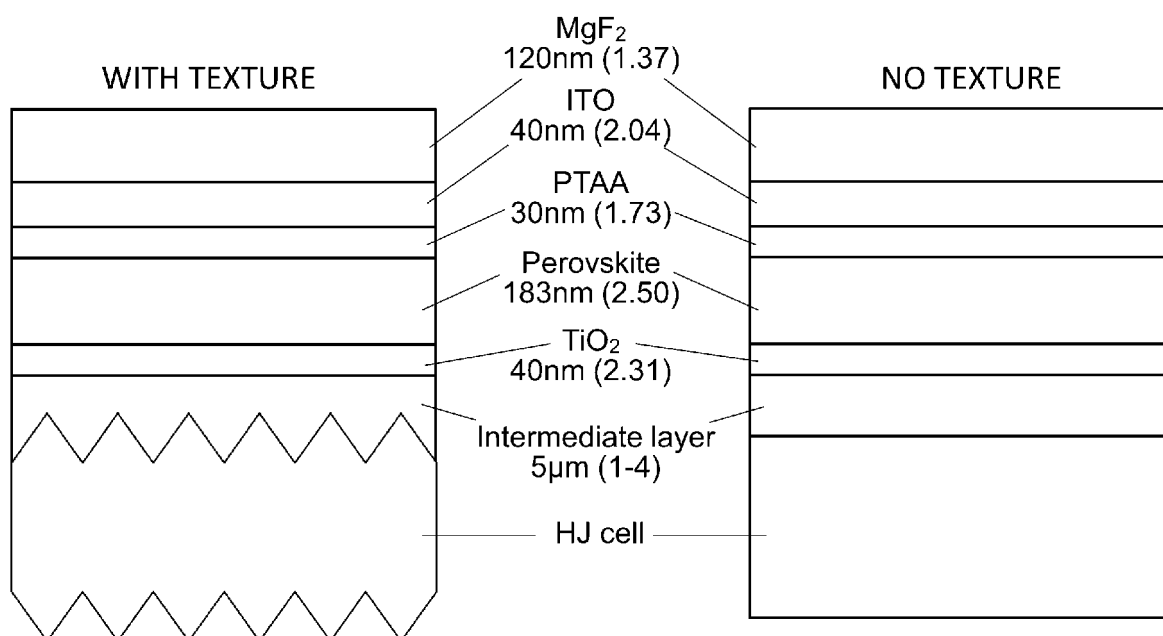 MgF₂
120nm (1.37)
WITH TEXTURE
NO TEXTURE
ITO
40nm (2.04)
PTAA
30nm (1.73)
Perovskite
183nm (2.50)
TiO₂
40nm (2.31)
Intermediate layer
5µm (1-4)
HJ cell